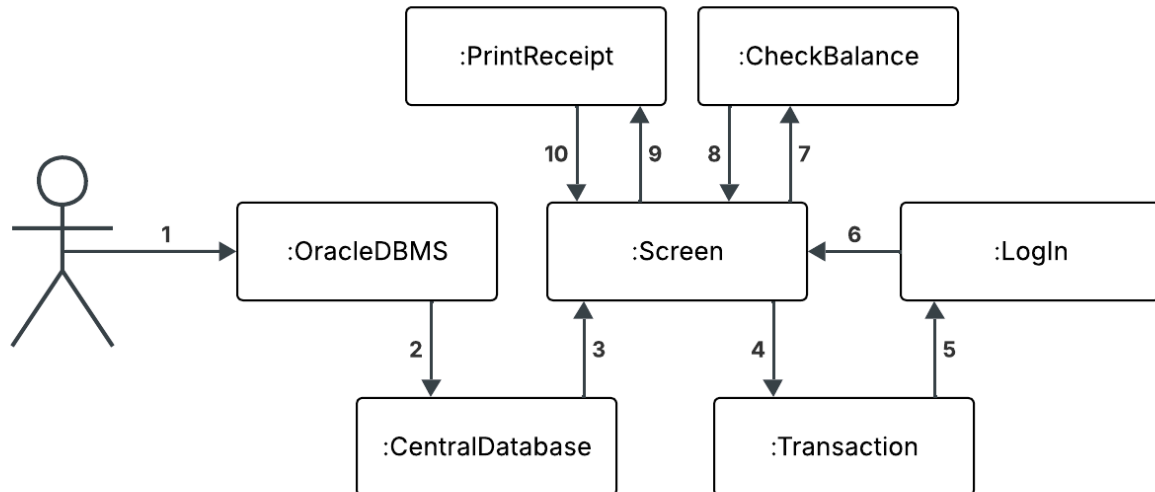 :PrintReceipt
:CheckBalance
10
9
8
7
1
:OracleDBMS
:Screen
6
:LogIn
2
3
4
5
:CentralDatabase
:Transaction